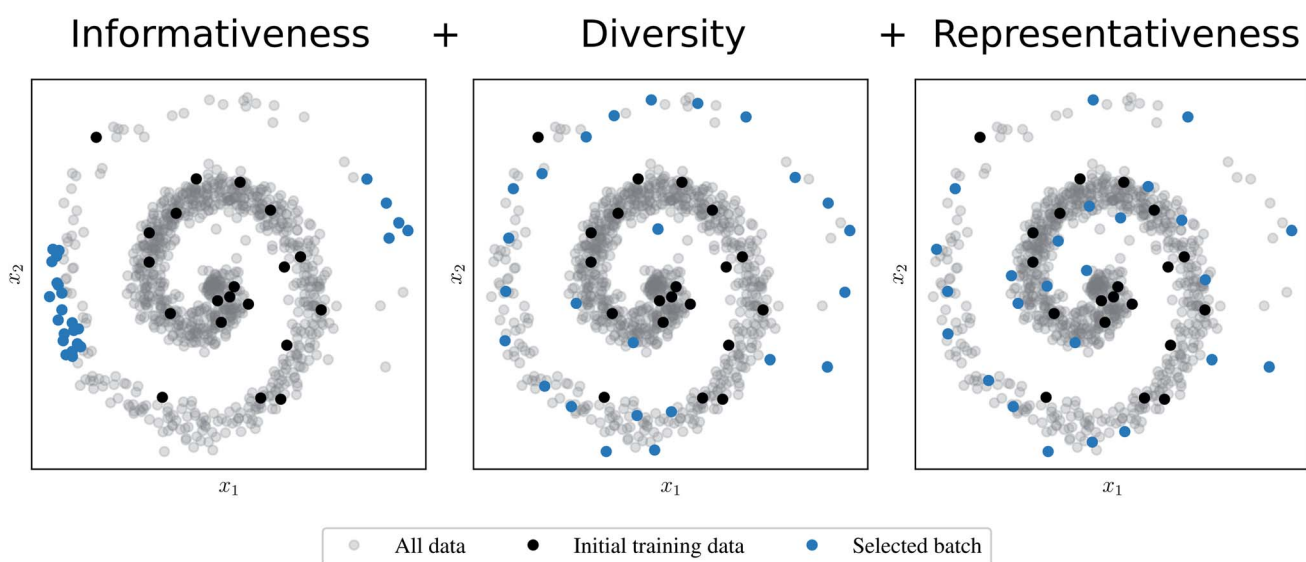 Informativeness + Diversity + Representativeness
x₂ x₂ x₂
x₁ x₁ x₁
All data Initial training data Selected batch